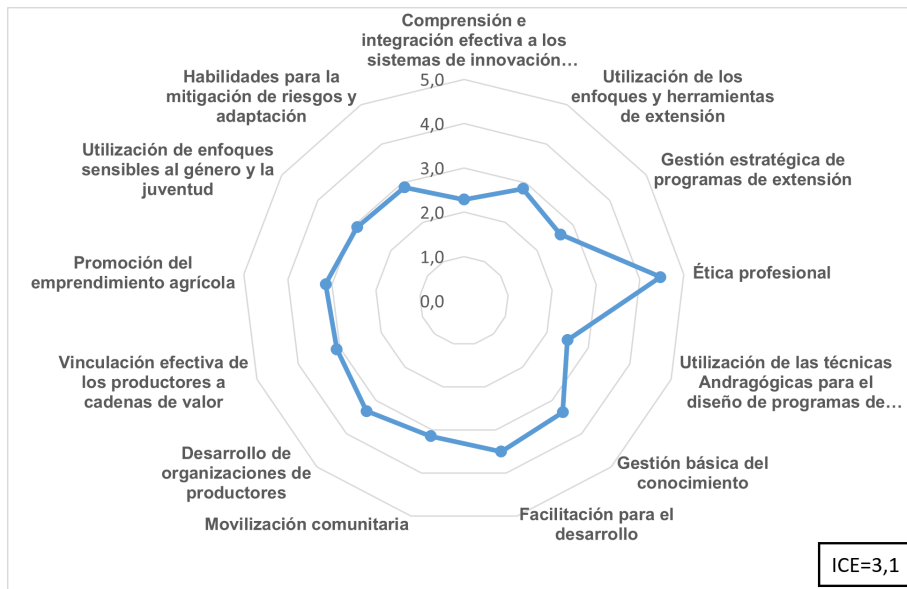 Comprensión e
integración efectiva a los
sistemas de innovación…
Utilización de los
enfoques y herramientas
de extensión
Gestión estratégica de
programas de extensión
Ética profesional
Utilización de las técnicas
Andragógicas para el
diseño de programas de…
Gestión básica del
conocimiento
Facilitación para el
desarrollo
Movilización comunitaria
Desarrollo de
organizaciones de
productores
Vinculación efectiva de
los productores a
cadenas de valor
Promoción del
emprendimiento agrícola
Utilización de enfoques
sensibles al género y la
juventud
Habilidades para la
mitigación de riesgos y
adaptación
5,0
4,0
3,0
2,0
1,0
0,0
ICE=3,1